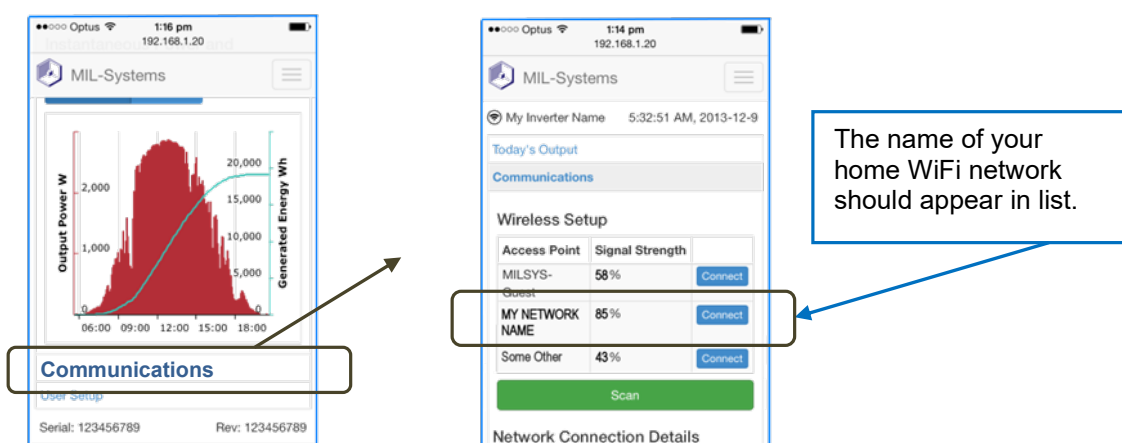 ●●○○○ Optus 1:16 pm
192.168.1.20
Instantaneous and
MIL-Systems
Output Power W
2,000
1,000
0
20,000
15,000
10,000
5,000
0
Generated Energy Wh
06:00 09:00 12:00 15:00 18:00
Communications
User Setup
Serial: 123456789 Rev: 123456789
●●○○○ Optus 1:14 pm
192.168.1.20
MIL-Systems
My Inverter Name 5:32:51 AM, 2013-12-9
Today's Output
Communications
Wireless Setup
Access Point Signal Strength
MILSYS- 58% Connect
Guest
MY NETWORK 85% Connect
NAME
Some Other 43% Connect
Scan
Network Connection Details
The name of your
home WiFi network
should appear in list.